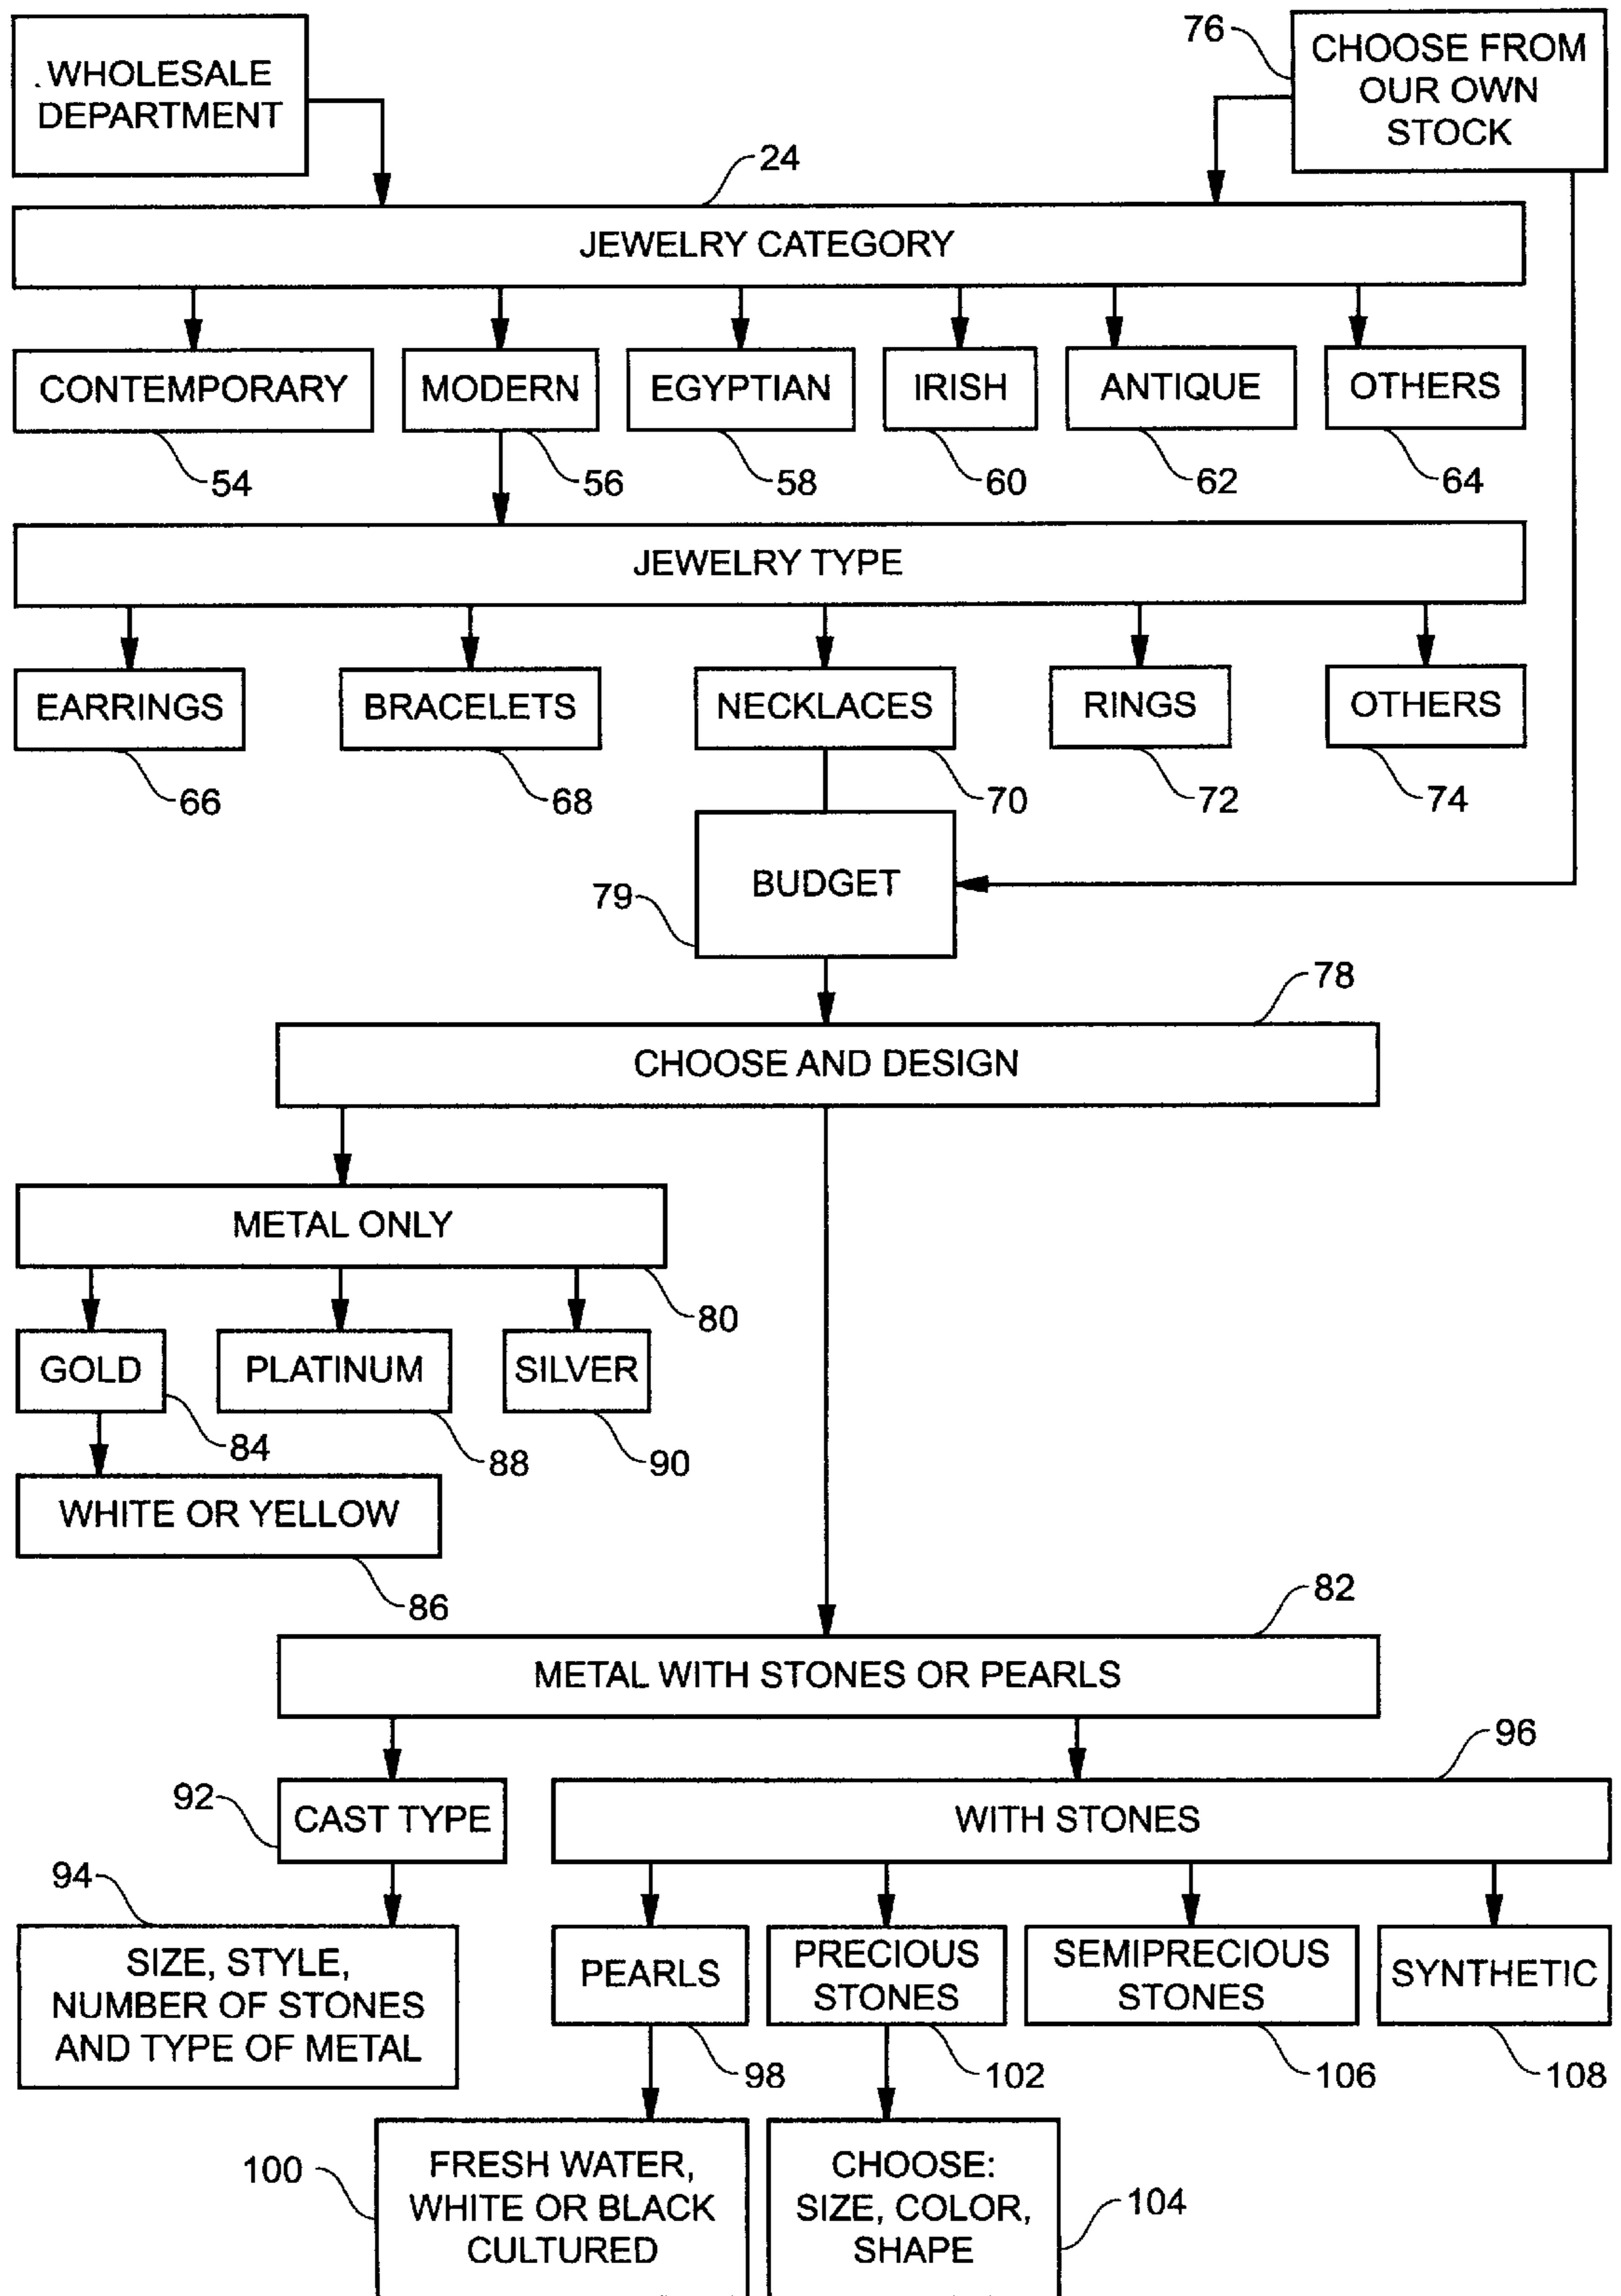 .WHOLESALE
DEPARTMENT
76
CHOOSE FROM
OUR OWN
STOCK
24
JEWELRY CATEGORY
CONTEMPORARY
MODERN
EGYPTIAN
IRISH
ANTIQUE
OTHERS
54
56
58
60
62
64
JEWELRY TYPE
EARRINGS
BRACELETS
NECKLACES
RINGS
OTHERS
66
68
70
72
74
79
BUDGET
78
CHOOSE AND DESIGN
METAL ONLY
80
GOLD
PLATINUM
SILVER
84
88
90
WHITE OR YELLOW
86
82
METAL WITH STONES OR PEARLS
96
92
CAST TYPE
WITH STONES
94
SIZE, STYLE,
NUMBER OF STONES
AND TYPE OF METAL
PEARLS
PRECIOUS
STONES
SEMIPRECIOUS
STONES
SYNTHETIC
98
102
106
108
100
FRESH WATER,
WHITE OR BLACK
CULTURED
CHOOSE:
SIZE, COLOR,
SHAPE
104